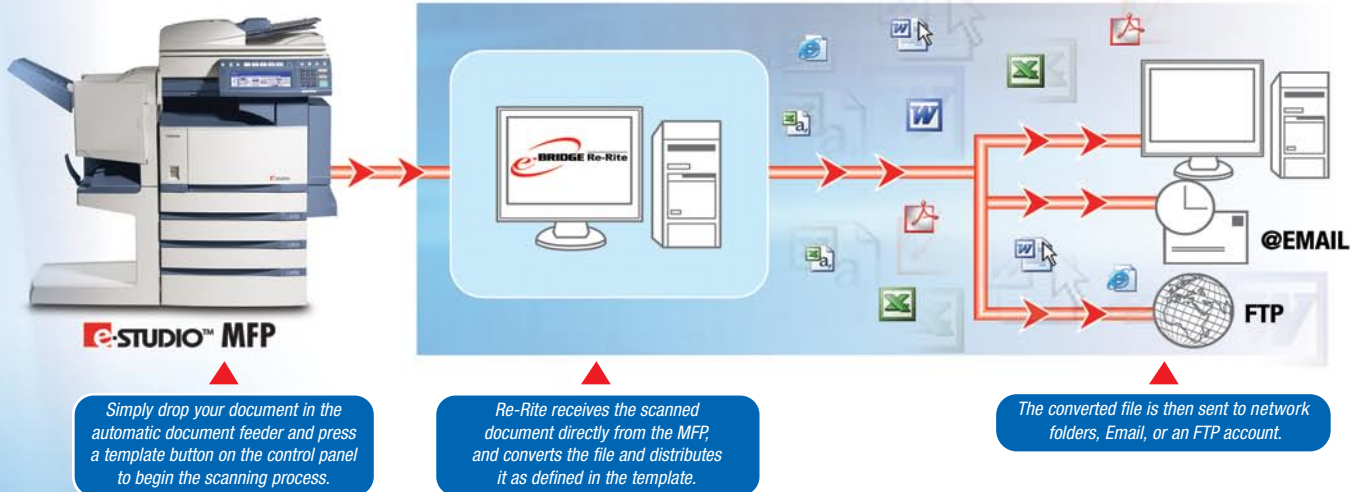 e-BRIDGE Re-Rite
@EMAIL
FTP
e-STUDIO™ MFP
Simply drop your document in the
automatic document feeder and press
a template button on the control panel
to begin the scanning process.
Re-Rite receives the scanned
document directly from the MFP,
and converts the file and distributes
it as defined in the template.
The converted file is then sent to network
folders, Email, or an FTP account.